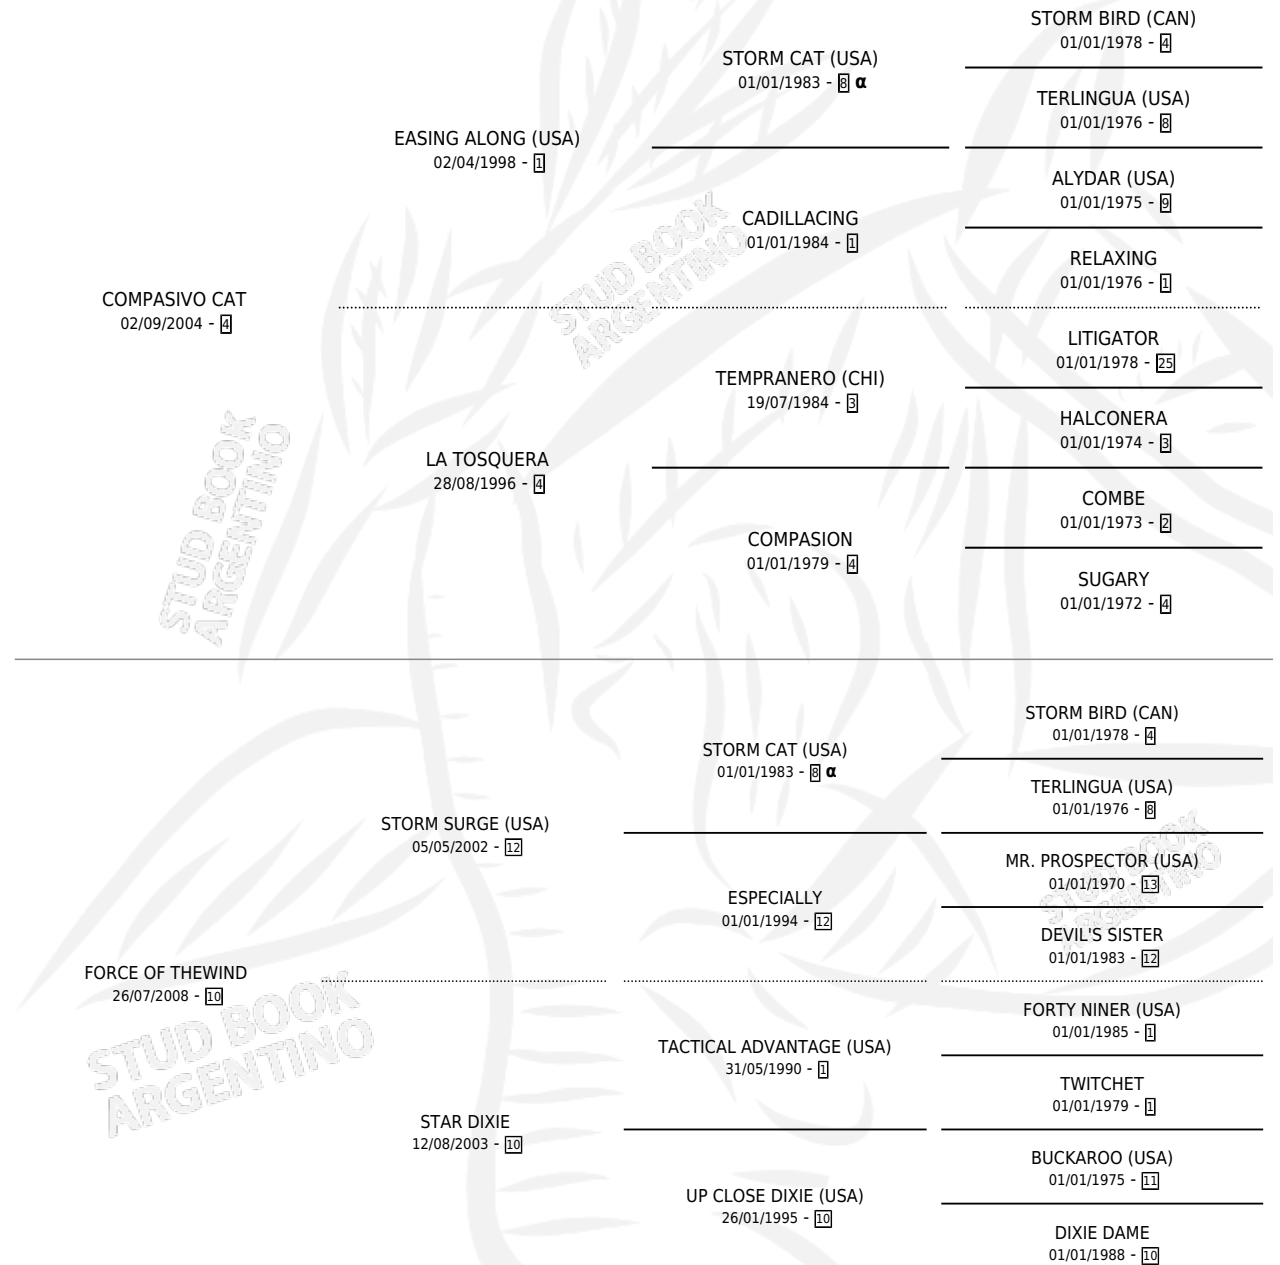 STORM BIRD (CAN)
01/01/1978 - 4
STORM CAT (USA)
01/01/1983 - 8 α
TERLINGUA (USA)
01/01/1976 - 8
EASING ALONG (USA)
02/04/1998 - 1
ALYDAR (USA)
01/01/1975 - 9
CADILLACING
01/01/1984 - 1
RELAXING
01/01/1976 - 1
COMPASIVO CAT
02/09/2004 - 4
LITIGATOR
01/01/1978 - 25
TEMPRANERO (CHI)
19/07/1984 - 3
HALCONERA
01/01/1974 - 3
LA TOSQUERA
28/08/1996 - 4
COMBE
01/01/1973 - 2
COMPASION
01/01/1979 - 4
SUGARY
01/01/1972 - 4
STORM BIRD (CAN)
01/01/1978 - 4
STORM CAT (USA)
01/01/1983 - 8 α
TERLINGUA (USA)
01/01/1976 - 8
STORM SURGE (USA)
05/05/2002 - 12
MR. PROSPECTOR (USA)
01/01/1970 - 13
ESPECIALLY
01/01/1994 - 12
DEVIL'S SISTER
01/01/1983 - 12
FORCE OF THEWIND
26/07/2008 - 10
FORTY NINER (USA)
01/01/1985 - 1
TACTICAL ADVANTAGE (USA)
31/05/1990 - 1
TWITCHET
01/01/1979 - 1
STAR DIXIE
12/08/2003 - 10
BUCKAROO (USA)
01/01/1975 - 11
UP CLOSE DIXIE (USA)
26/01/1995 - 10
DIXIE DAME
01/01/1988 - 10
STUD BOOK
ARGENTINO
STUD BOOK
ARGENTINO
STUD BOOK
ARGENTINO
STUD BOOK
ARGENTINO